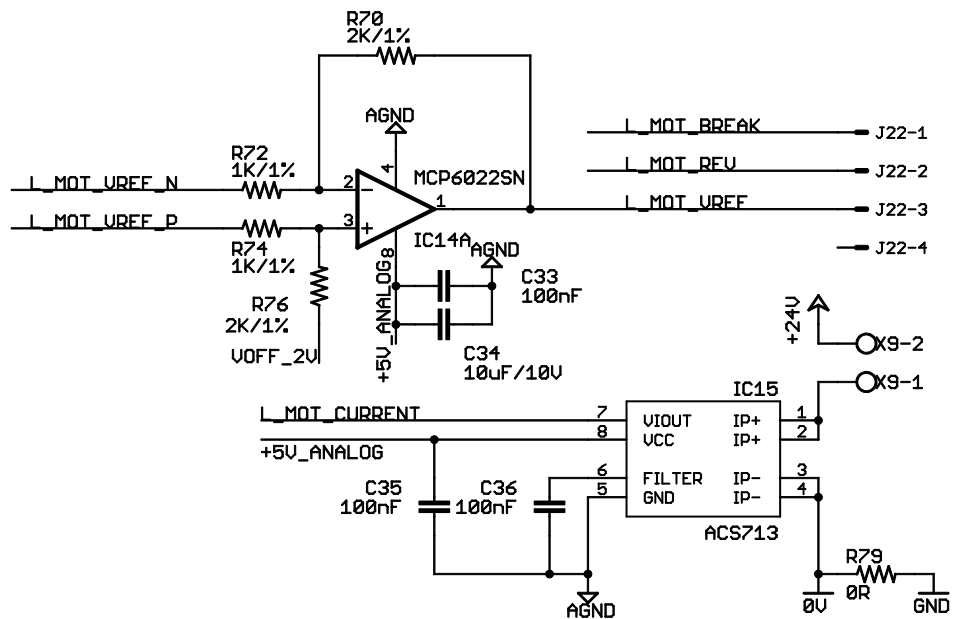 R70
2K/1%
AGND
4
L_MOT_BREAK
J22-1
R72
1K/1%
MCP6022SN
L_MOT_REV
J22-2
L_MOT_VREF_N
2
−
1
L_MOT_VREF
J22-3
L_MOT_VREF_P
3
+
R74
1K/1%
IC14A
8
AGND
J22-4
+5V_ANALOG
C33
100nF
R76
2K/1%
VOFF_2V
C34
10uF/10V
+24V
X9-2
X9-1
IC15
L_MOT_CURRENT
7
VIOUT
IP+
1
8
VCC
IP+
2
+5V_ANALOG
6
FILTER
IP-
3
5
GND
IP-
4
C35
100nF
C36
100nF
ACS713
AGND
R79
0R
0V
GND